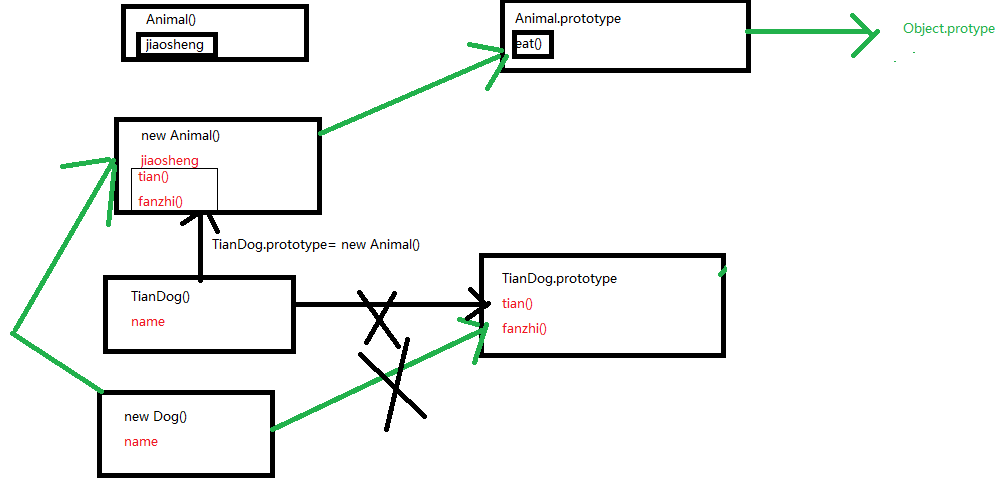 Animal()
jiaosheng
Animal.prototype
eat()
Object.protype
new Animal()
jiaosheng
tian()
fanzhi()
TianDog.prototype= new Animal()
TianDog()
name
TianDog.prototype
tian()
fanzhi()
new Dog()
name